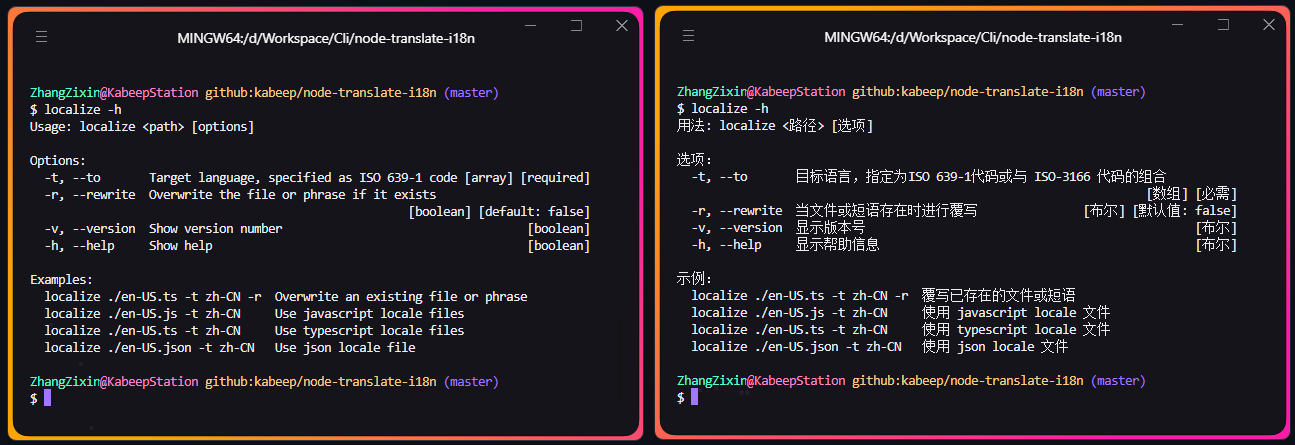 MINGW64:/d/Workspace/Cli/node-translate-i18n
ZhangZixin@KabeepStation github:kabeep/node-translate-i18n (master)
$ localize -h
Usage: localize <path> [options]
Options:
-t, --to Target language, specified as ISO 639-1 code [array] [required]
-r, --rewrite Overwrite the file or phrase if it exists
[boolean] [default: false]
-v, --version Show version number [boolean]
-h, --help Show help [boolean]
Examples:
localize ./en-US.ts -t zh-CN -r Overwrite an existing file or phrase
localize ./en-US.js -t zh-CN Use javascript locale files
localize ./en-US.ts -t zh-CN Use typescript locale files
localize ./en-US.json -t zh-CN Use json locale file
ZhangZixin@KabeepStation github:kabeep/node-translate-i18n (master)
$
MINGW64:/d/Workspace/Cli/node-translate-i18n
ZhangZixin@KabeepStation github:kabeep/node-translate-i18n (master)
$ localize -h
用法: localize <路径> [选项]
选项:
-t, --to 目标语言，指定为ISO 639-1代码或与 ISO-3166 代码的组合
[数组] [必需]
-r, --rewrite 当文件或短语存在时进行覆写 [布尔] [默认值: false]
-v, --version 显示版本号 [布尔]
-h, --help 显示帮助信息 [布尔]
示例:
localize ./en-US.ts -t zh-CN -r 覆写已存在的文件或短语
localize ./en-US.js -t zh-CN 使用 javascript locale 文件
localize ./en-US.ts -t zh-CN 使用 typescript locale 文件
localize ./en-US.json -t zh-CN 使用 json locale 文件
ZhangZixin@KabeepStation github:kabeep/node-translate-i18n (master)
$